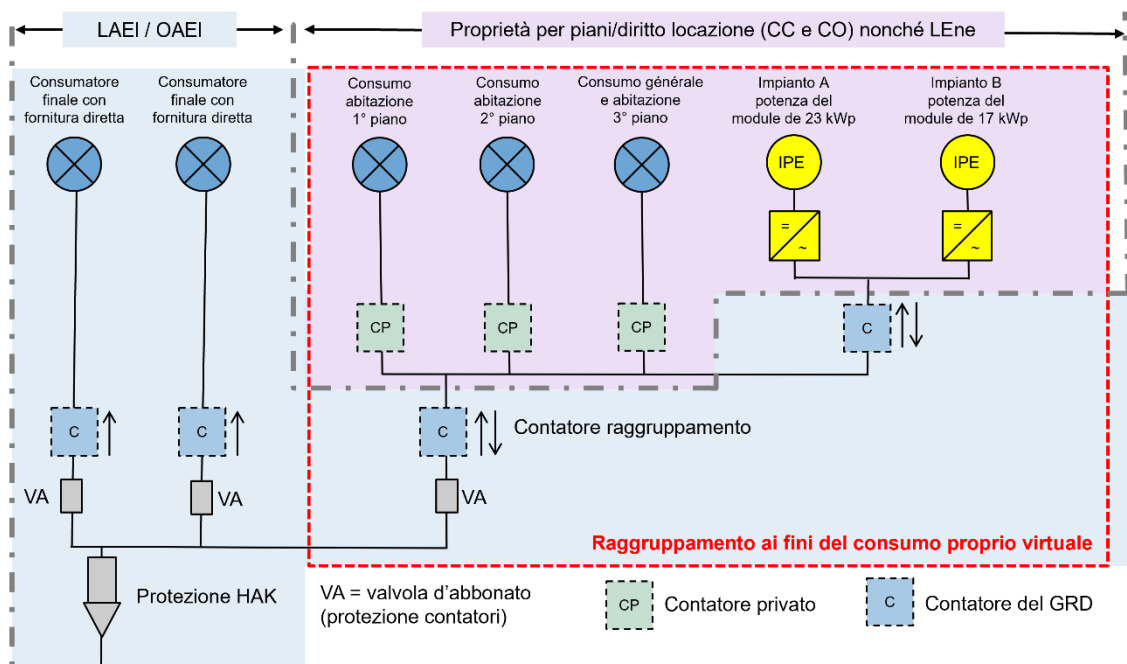 LAEI / OAEI
Proprietà per piani/diritto locazione (CC e CO) nonché LEne
Consumatore
finale con
fornitura diretta
Consumatore
finale con
fornitura diretta
Consumo
abitazione
1° piano
Consumo
abitazione
2° piano
Consumo générale
e abitazione
3° piano
Impianto A
potenza del
module de 23 kWp
Impianto B
potenza del
module de 17 kWp
IPE
IPE
=
~
=
~
CP
CP
CP
C
C
C
C
Contatore raggruppamento
VA
VA
VA
Raggruppamento ai fini del consumo proprio virtuale
Protezione HAK
VA = valvola d'abbonato
(protezione contatori)
CP
Contatore privato
C
Contatore del GRD